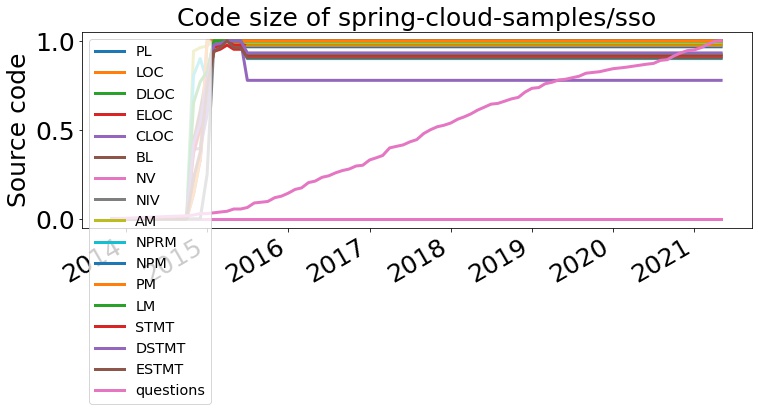 Code size of spring-cloud-samples/sso
Source code
1.0
0.5
0.0
2014
2015
2016
2017
2018
2019
2020
2021
PL
LOC
DLOC
ELOC
CLOC
BL
NV
NIV
AM
NPRM
NPM
PM
LM
STMT
DSTMT
ESTMT
questions